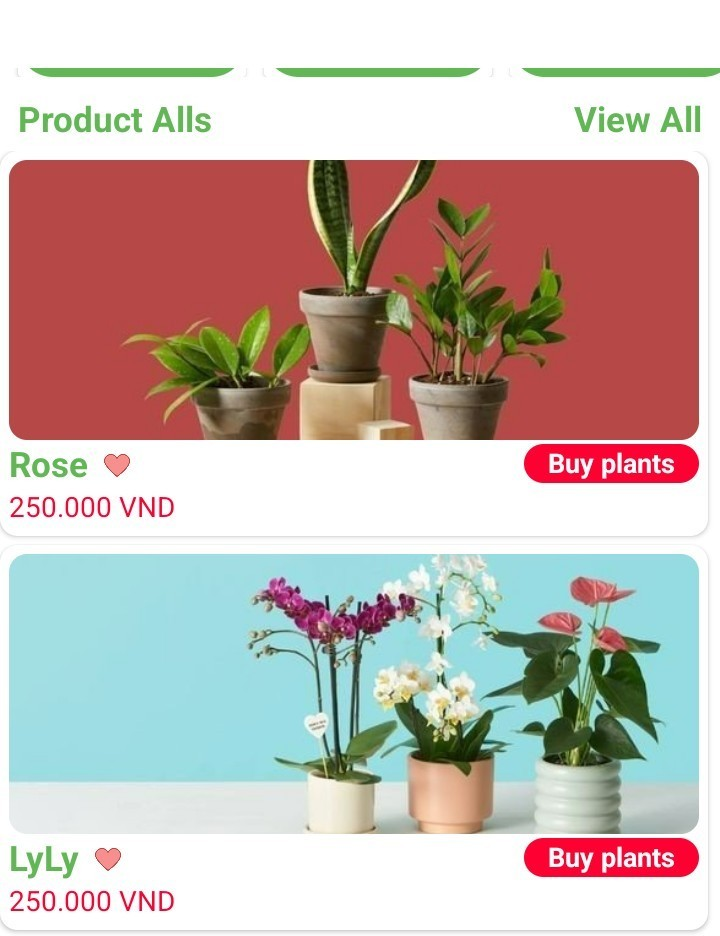 Product Alls
View All
Rose
Buy plants
250.000 VND
LyLy
Buy plants
250.000 VND